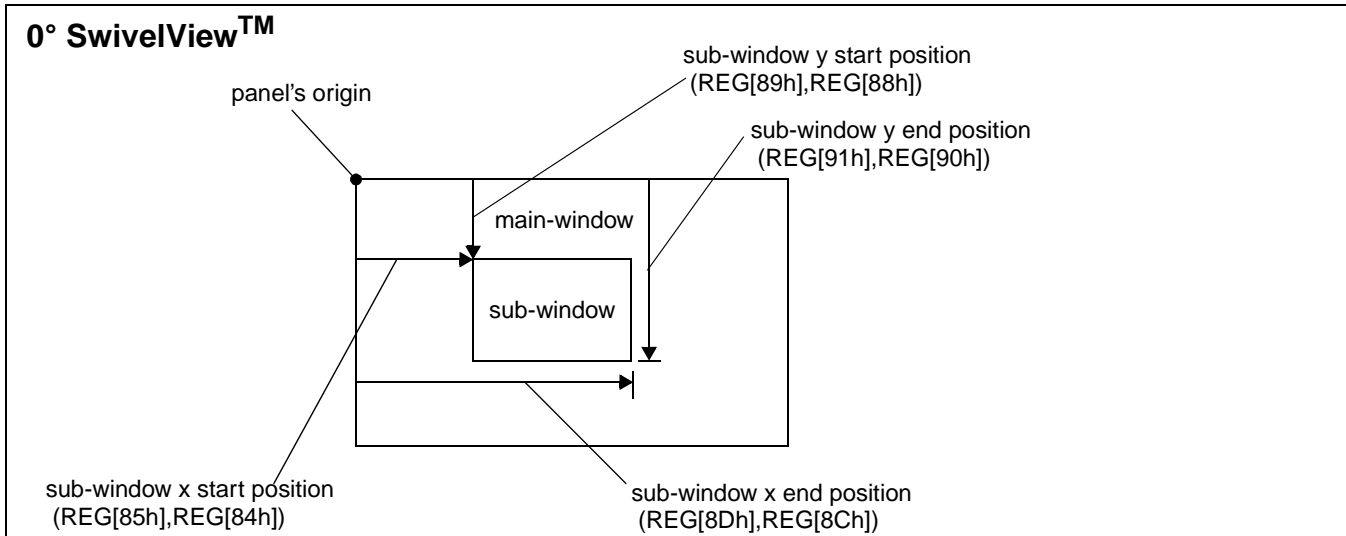 0° SwivelView™
sub-window y start position
(REG[89h],REG[88h])
panel's origin
sub-window y end position
(REG[91h],REG[90h])
main-window
sub-window
sub-window x start position
(REG[85h],REG[84h])
sub-window x end position
(REG[8Dh],REG[8Ch])